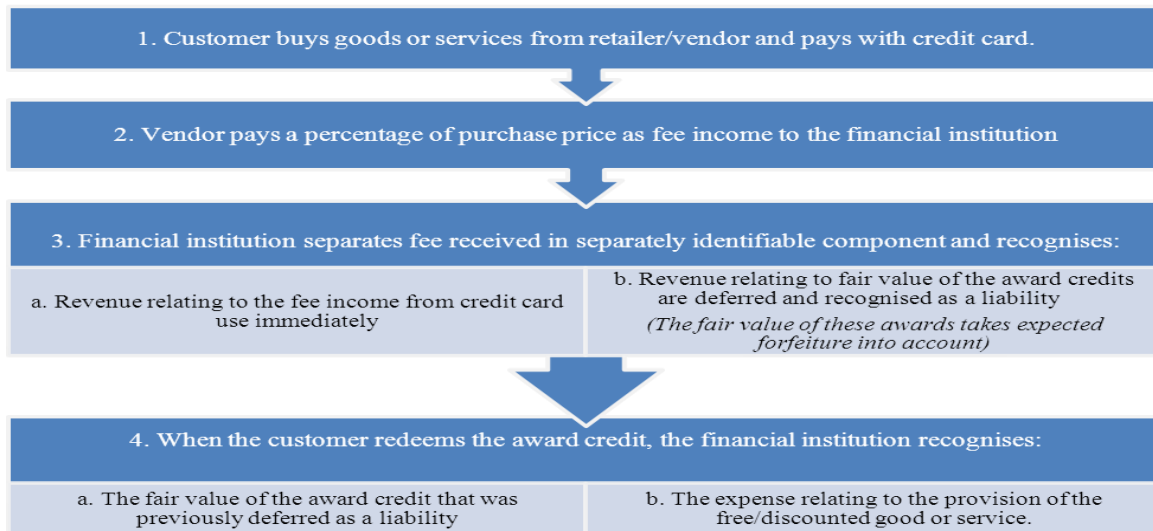 1. Customer buys goods or services from retailer/vendor and pays with credit card.
2. Vendor pays a percentage of purchase price as fee income to the financial institution
3. Financial institution separates fee received in separately identifiable component and recognises:
a. Revenue relating to the fee income from credit card
use immediately
b. Revenue relating to fair value of the award credits
are deferred and recognised as a liability
(The fair value of these awards takes expected
forfeiture into account)
4. When the customer redeems the award credit, the financial institution recognises:
a. The fair value of the award credit that was
previously deferred as a liability
b. The expense relating to the provision of the
free/discounted good or service.